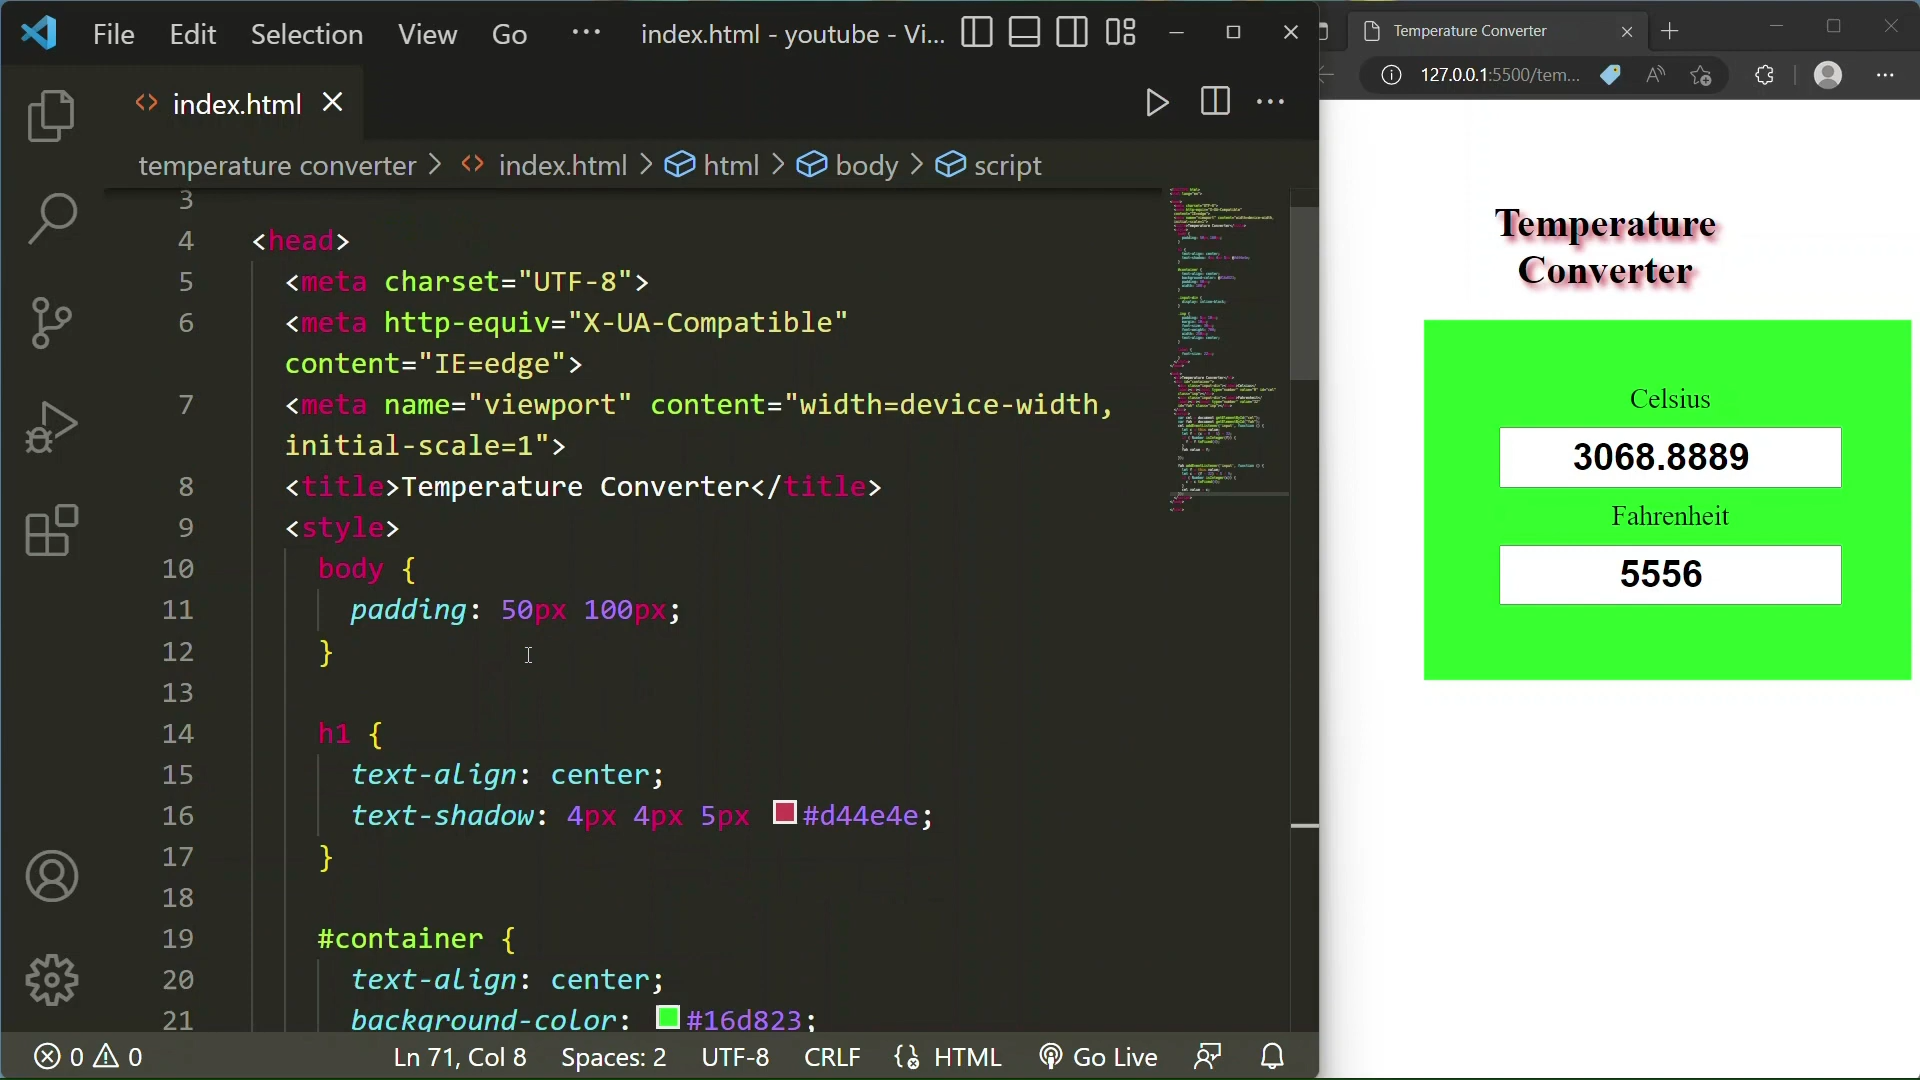 File Edit Selection View Go ··· index.html - youtube - Vi...
index.html
temperature converter > index.html > html > body > script
3
4 <head>
5 <meta charset="UTF-8">
6 <meta http-equiv="X-UA-Compatible"
content="IE=edge">
7 <meta name="viewport" content="width=device-width,
initial-scale=1">
8 <title>Temperature Converter</title>
9 <style>
10 body {
11 padding: 50px 100px;
12 }
13
14 h1 {
15 text-align: center;
16 text-shadow: 4px 4px 5px #d44e4e;
17 }
18
19 #container {
20 text-align: center;
21 background-color: #16d823;
0 0 Ln 71, Col 8 Spaces: 2 UTF-8 CRLF HTML Go Live
Temperature Converter
127.0.0.1:5500/tem...
Temperature
Converter
Celsius
3068.8889
Fahrenheit
5556